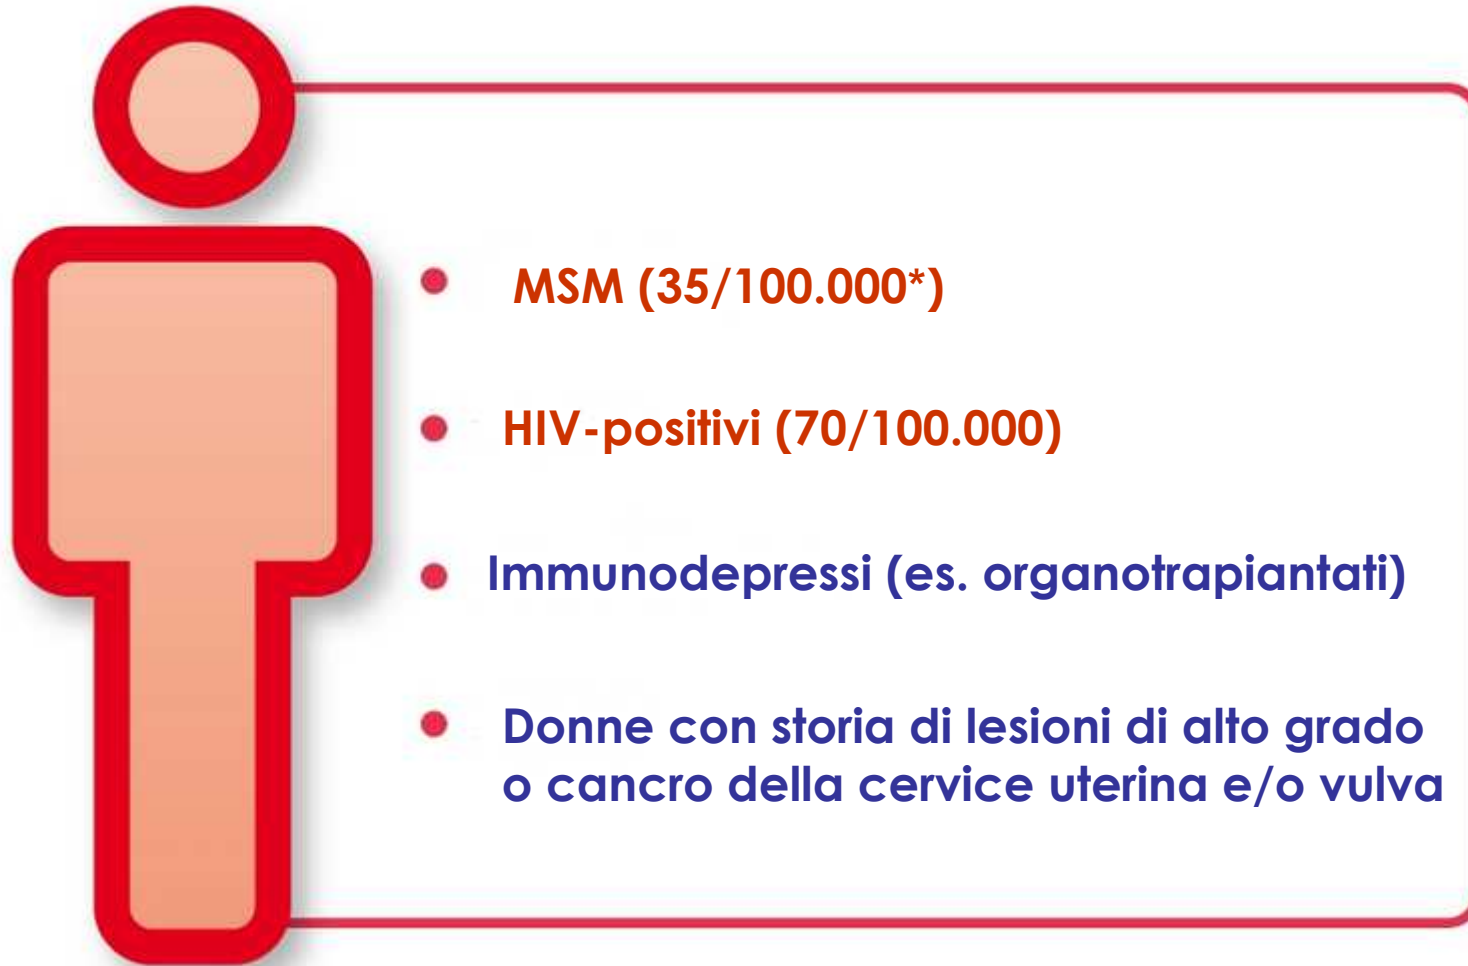 MSM (35/100.000*)
HIV-positivi (70/100.000)
Immunodepressi (es. organotrapiantati)
Donne con storia di lesioni di alto grado
o cancro della cervice uterina e/o vulva